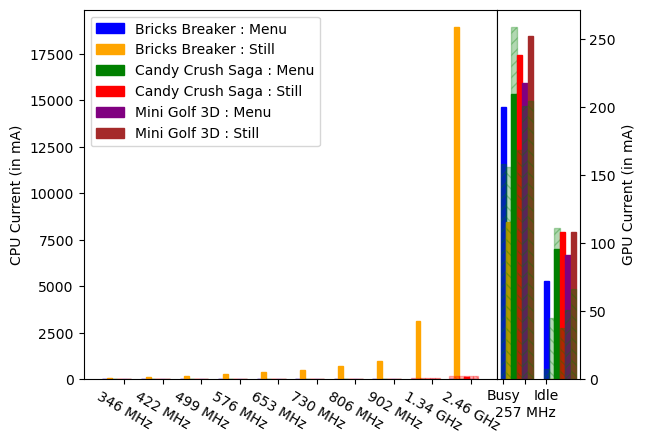 Bricks Breaker : Menu
Bricks Breaker : Still
Candy Crush Saga : Menu
Candy Crush Saga : Still
Mini Golf 3D : Menu
Mini Golf 3D : Still
CPU Current (in mA)
17500
15000
12500
10000
7500
5000
2500
0
GPU Current (in mA)
250
200
150
100
50
0
346 MHz
422 MHz
499 MHz
576 MHz
653 MHz
730 MHz
806 MHz
902 MHz
1.34 GHz
2.46 GHz
Busy Idle
257 MHz